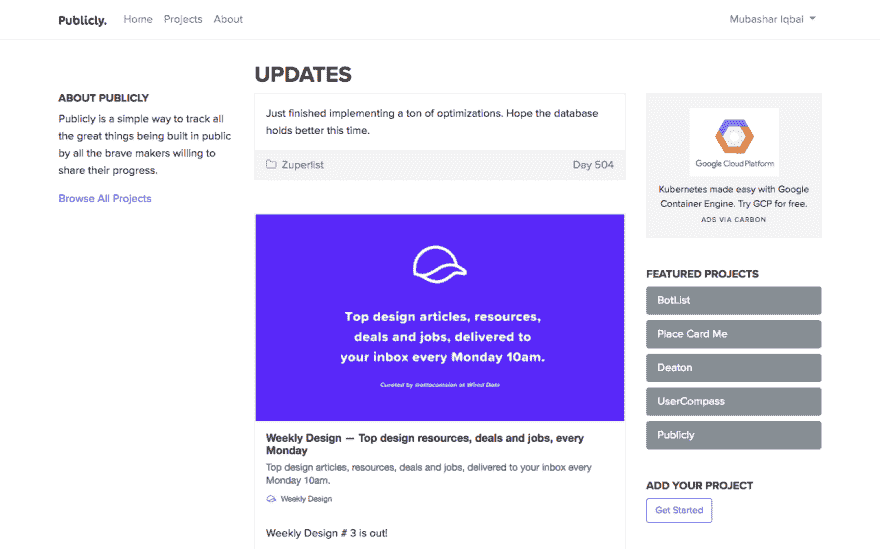 Publicly.
Home Projects About
Mubashar Iqbal
UPDATES
ABOUT PUBLICLY
Publicly is a simple way to track all
the great things being built in public
by all the brave makers willing to
share their progress.
Browse All Projects
Just finished implementing a ton of optimizations. Hope the database
holds better this time.
Zuperlist
Day 504
Top design articles, resources,
deals and jobs, delivered to
your inbox every Monday 10am.
Curated by
at Wired Dots
Weekly Design — Top design resources, deals and jobs, every
Monday
Top design articles, resources, deals and jobs, delivered to your inbox every
Monday 10am.
Weekly Design
Weekly Design # 3 is out!
Google Cloud Platform
Kubernetes made easy with Google
Container Engine. Try GCP for free.
ADS VIA CARBON
FEATURED PROJECTS
BotList
Place Card Me
Deaton
UserCompass
Publicly
ADD YOUR PROJECT
Get Started